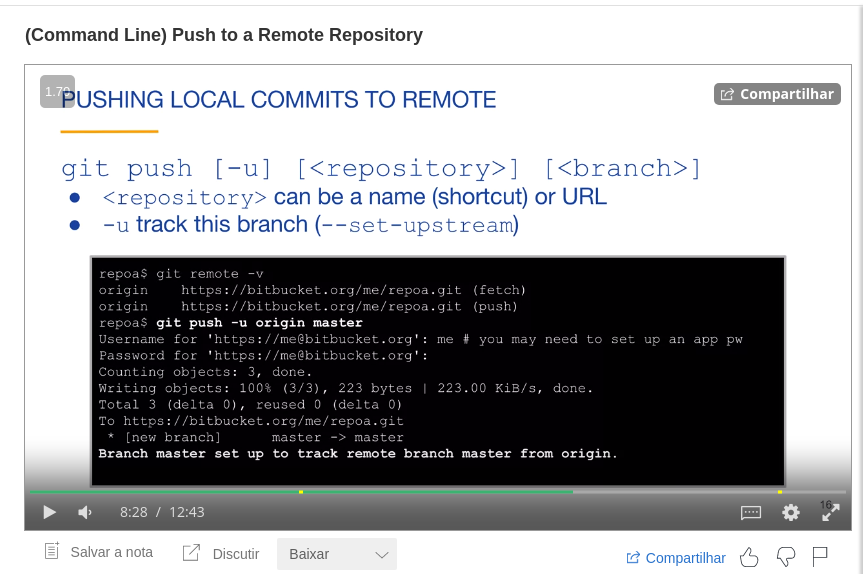 (Command Line) Push to a Remote Repository
PUSHING LOCAL COMMITS TO REMOTE
Compartilhar
git push [-u] [<repository>] [<branch>]
● <repository> can be a name (shortcut) or URL
● -u track this branch (--set-upstream)
repoa$ git remote -v
origin https://bitbucket.org/me/repoa.git (fetch)
origin https://bitbucket.org/me/repoa.git (push)
repoa$ git push -u origin master
Username for 'https://me@bitbucket.org': me # you may need to set up an app pw
Password for 'https://me@bitbucket.org':
Counting objects: 3, done.
Writing objects: 100% (3/3), 223 bytes | 223.00 KiB/s, done.
Total 3 (delta 0), reused 0 (delta 0)
To https://bitbucket.org/me/repoa.git
* [new branch] master -> master
Branch master set up to track remote branch master from origin.
8:28 / 12:43
16
Salvar a nota Discutir Baixar Compartilhar